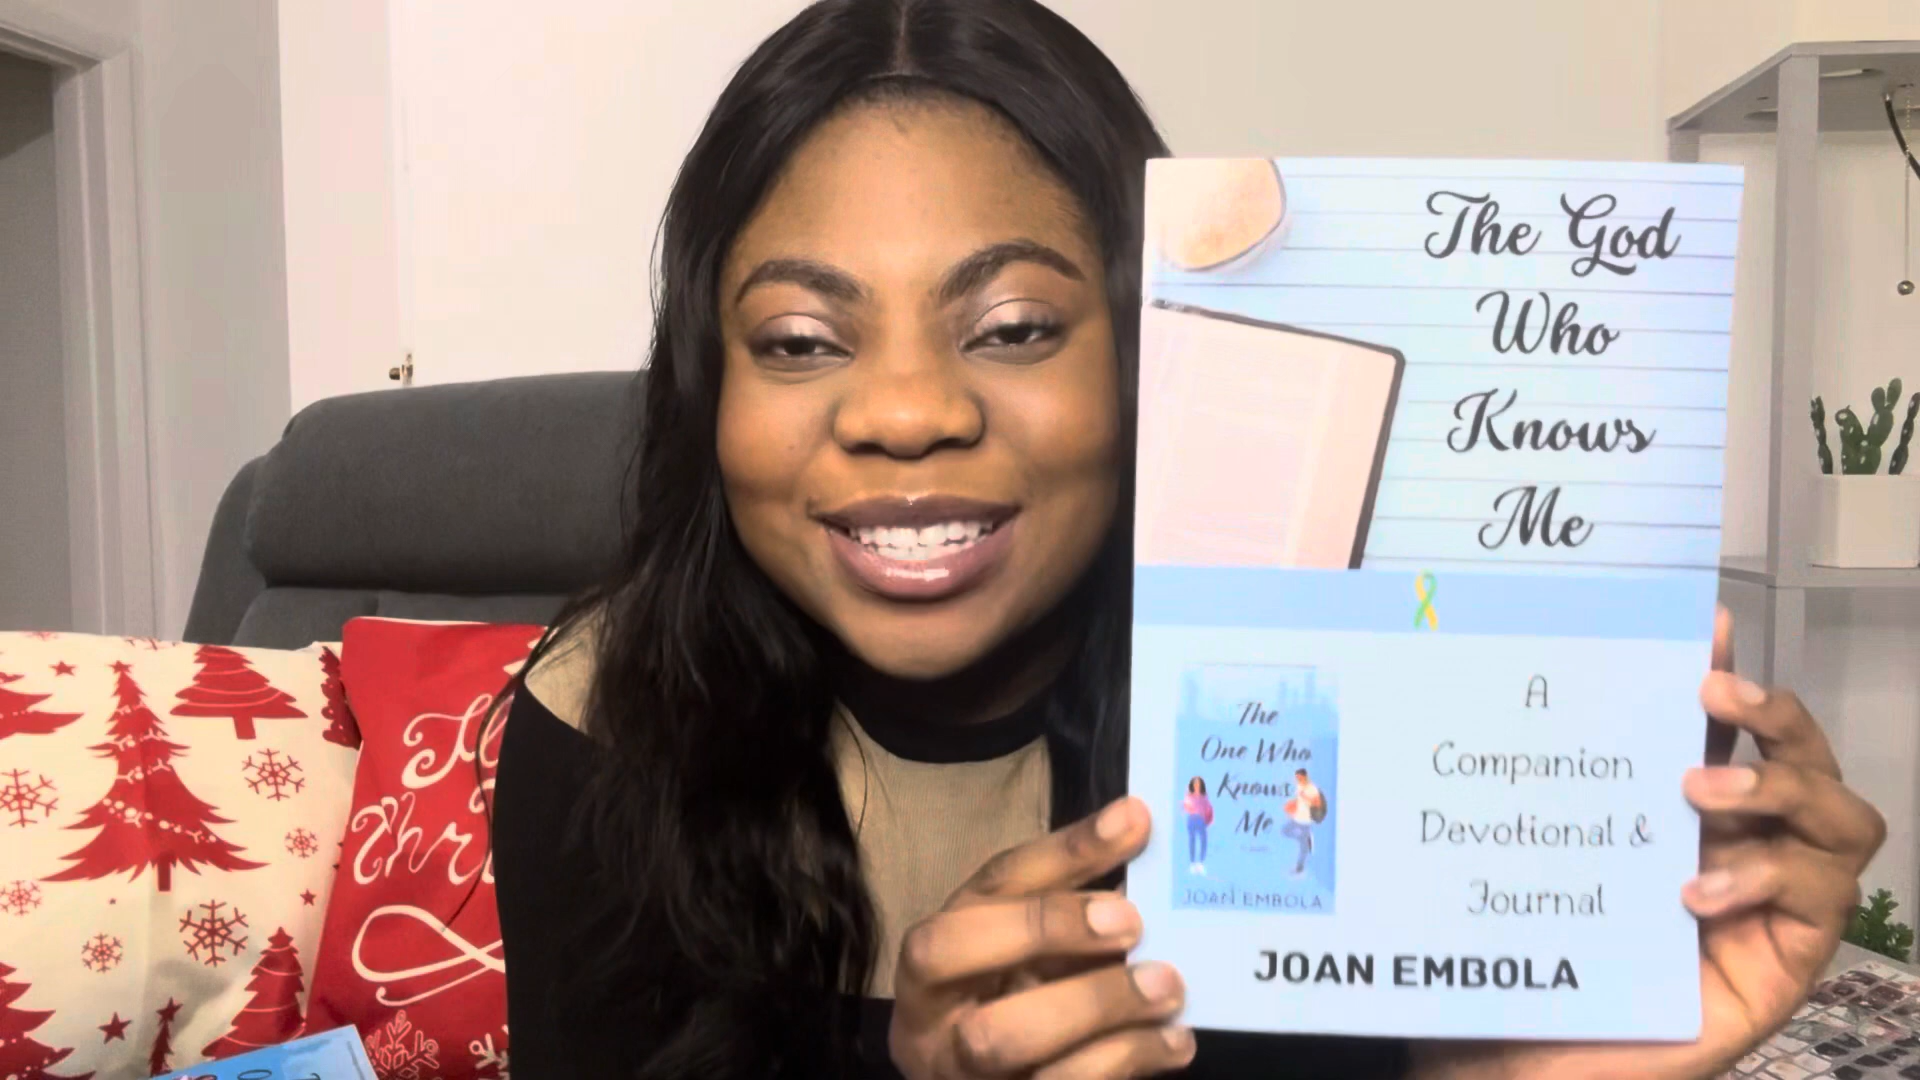 The God
Who
Knows
Me
The
One Who
Knows
Me
JOAN EMBOLA
A
Companion
Devotional &
Journal
JOAN EMBOLA